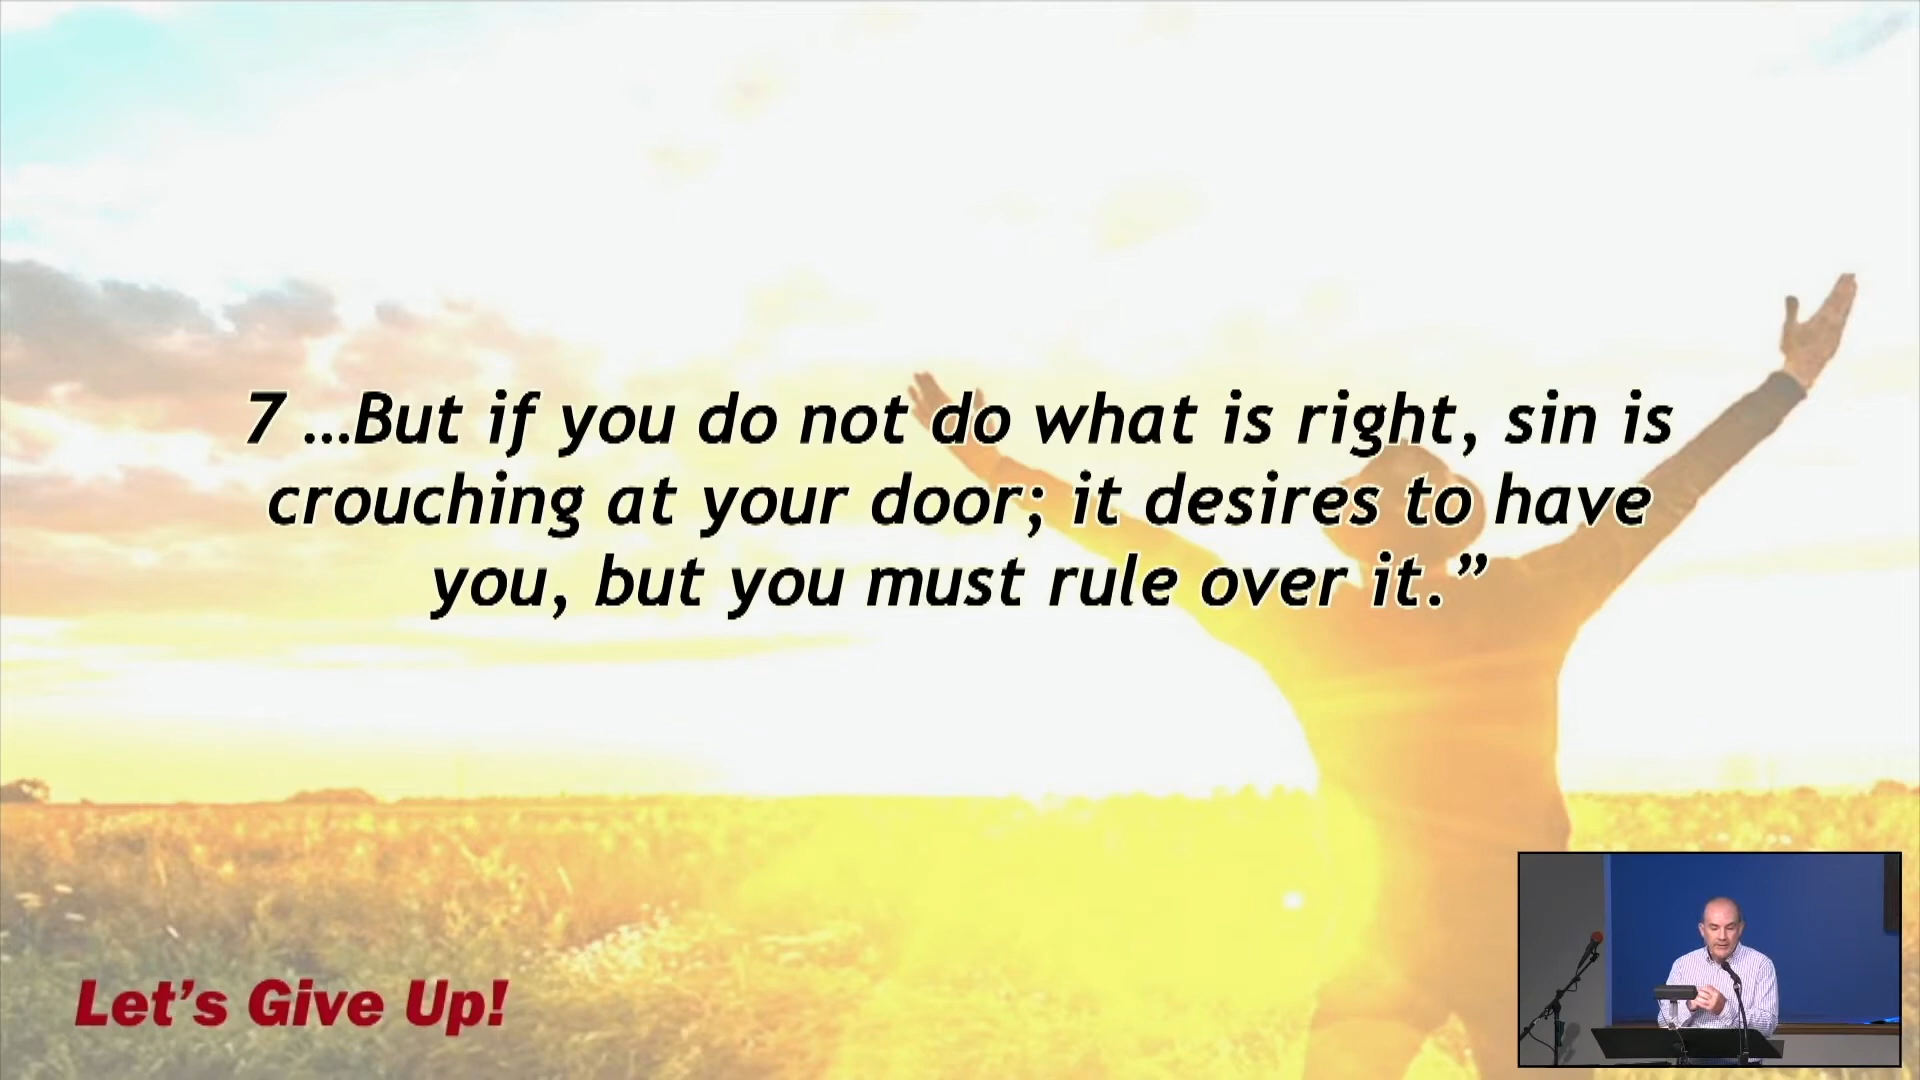 7 …But if you do not do what is right, sin is
crouching at your door; it desires to have
you, but you must rule over it.”
Let’s Give Up!